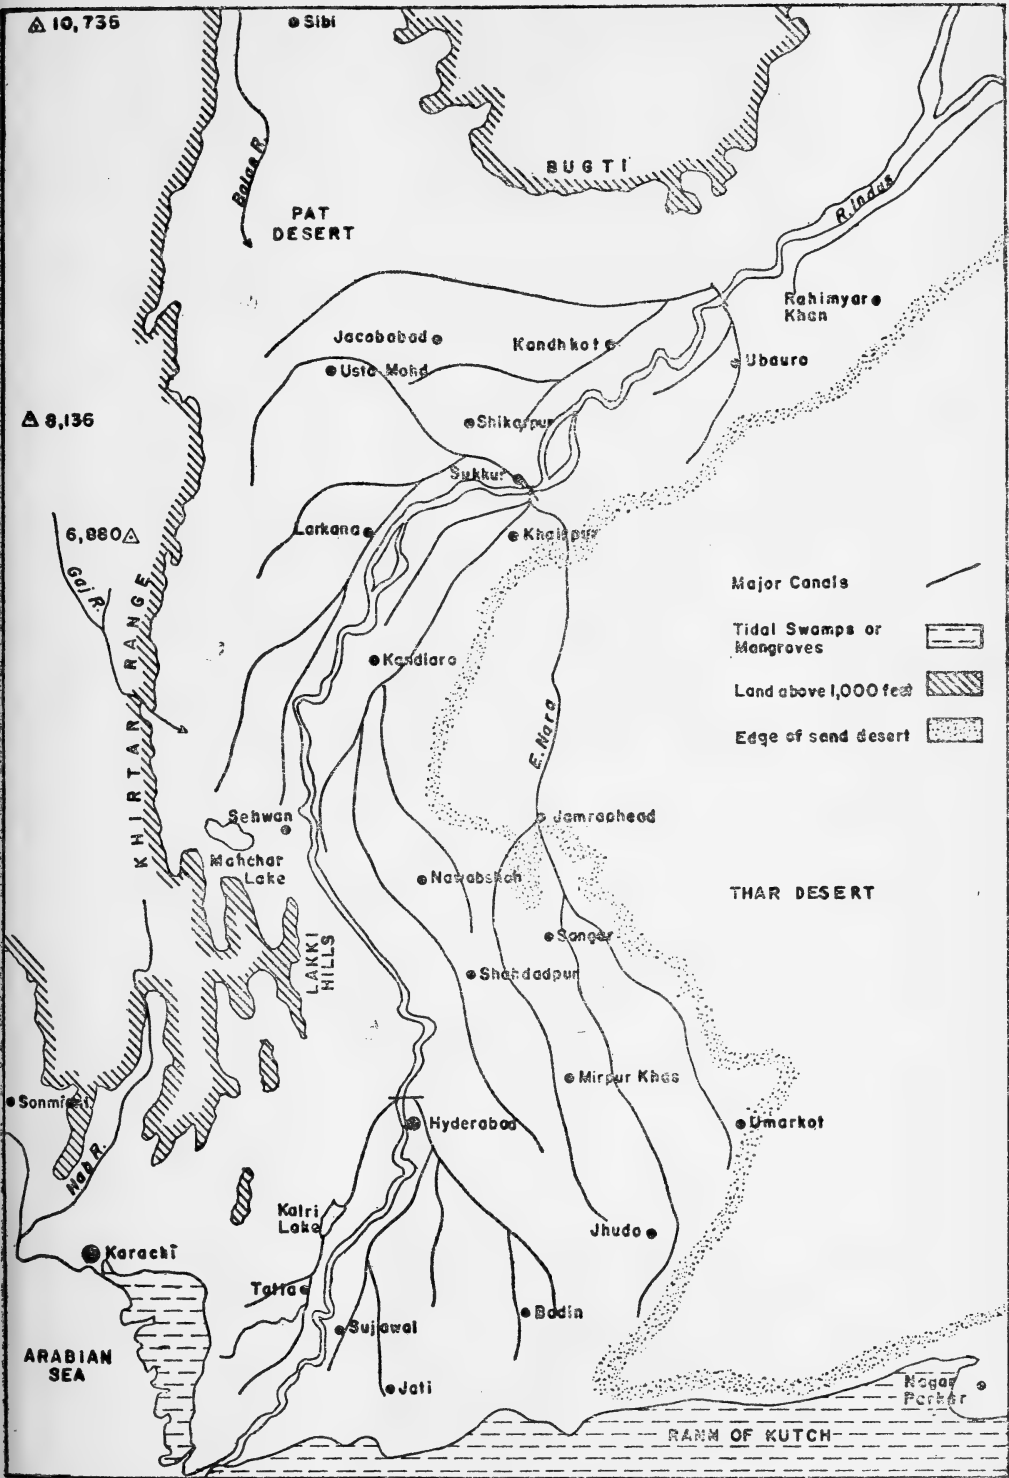 10,735
Sibi
BUGTI
Bolan R.
PAT
DESERT
R. Indus
Rahimyar
Khan
Jacobabad
Kandhkot
Ubauro
Usta Mohd
8,136
Shikarpur
Sukkur
6,880
Larkana
Khairpur
Gaj R.
Major Canals
Tidal Swamps or
Mangroves
Kandiaro
Land above 1,000 feet
KHIRTAR RANGE
E. Nara
Edge of sand desert
Sehwan
Jamraohead
Manchar
Lake
Nawabshah
THAR DESERT
Sangar
LAKKI
HILLS
Shahdadpur
Mirpur Khas
Sonmiani
Hyderabad
Umarkot
Hab R.
Kalri
Lake
Jhudo
Karachi
Tatta
Badin
Sujawal
ARABIAN
SEA
Jati
Nagar
Parkar
RANN OF KUTCH